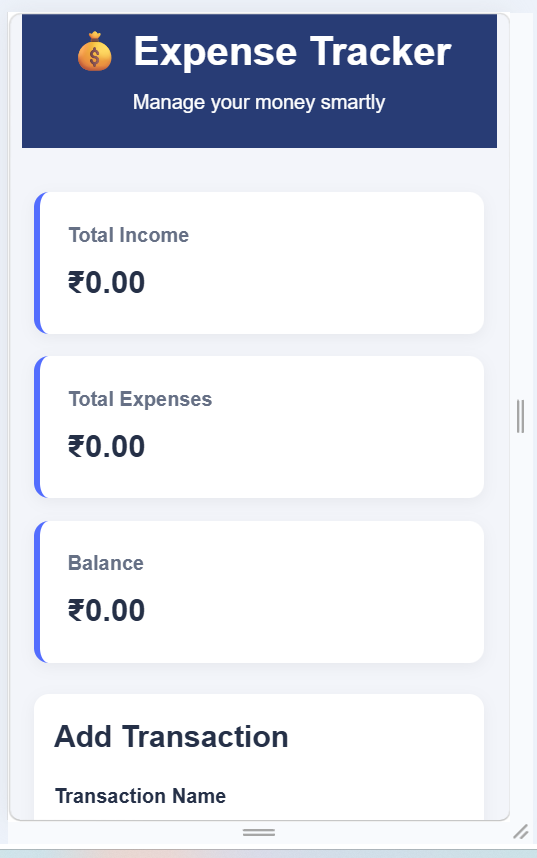 Expense Tracker
Manage your money smartly
Total Income
₹0.00
Total Expenses
₹0.00
Balance
₹0.00
Add Transaction
Transaction Name